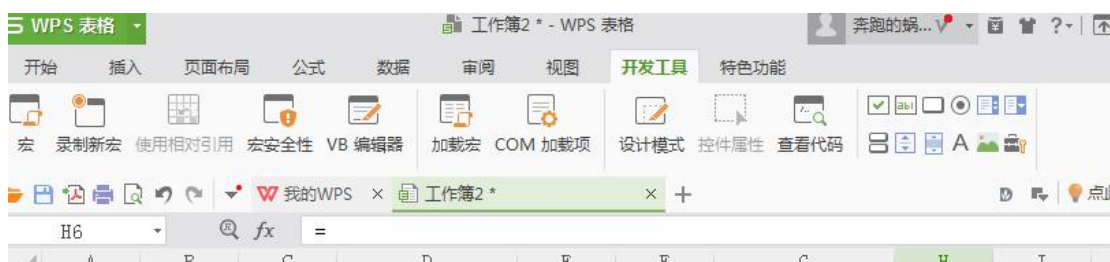 S WPS 表格 工作簿2 * - WPS 表格 奔跑的蜗... ?
开始 插入 页面布局 公式 数据 审阅 视图 开发工具 特色功能
宏 录制新宏 使用相对引用 宏安全性 VB 编辑器 加载宏 COM 加载项 设计模式 控件属性 查看代码
我的WPS × 工作簿2 * × +
H6 fx =
A B C D E F G H I